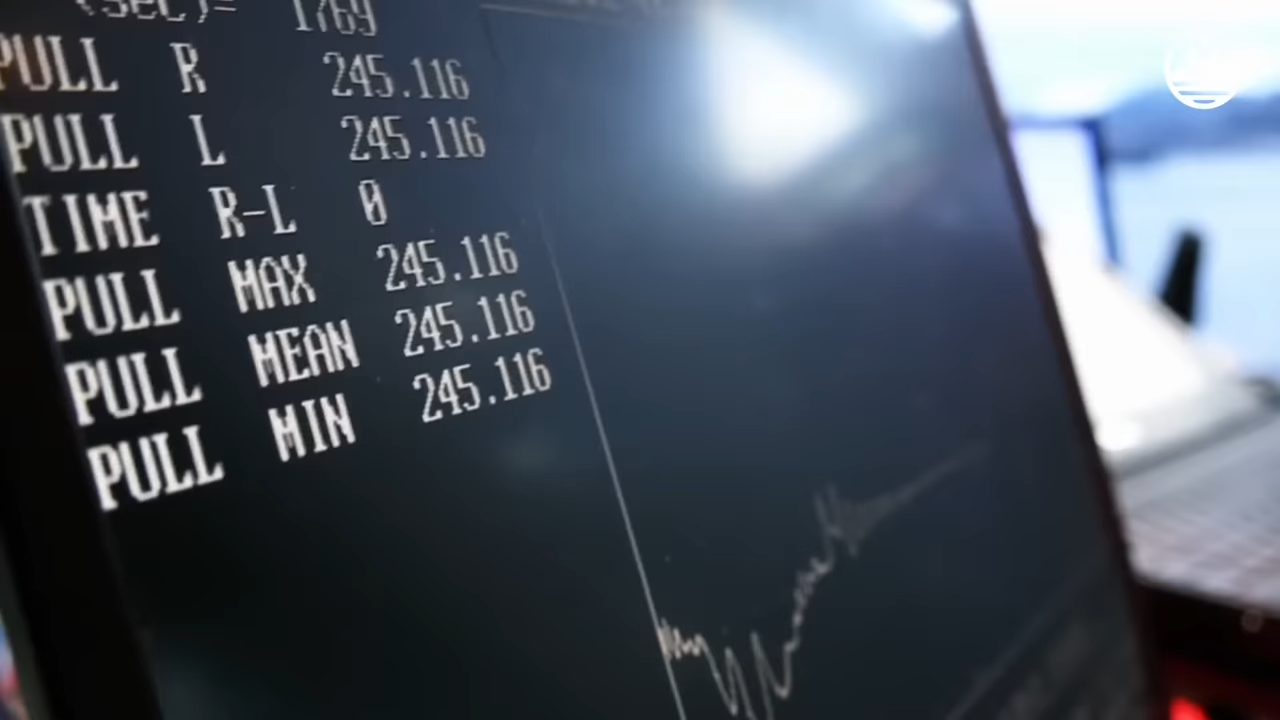 (sec)= 1769
PULL R 245.116
PULL L 245.116
TIME R-L 0
PULL MAX 245.116
PULL MEAN 245.116
PULL MIN 245.116